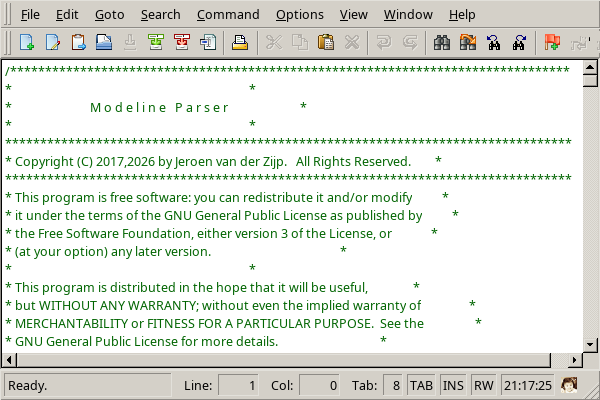 File Edit Goto Search Command Options View Window Help
/********************************************************************************
* *
* M o d e l i n e   P a r s e r *
* *
*********************************************************************************
* Copyright (C) 2017,2026 by Jeroen van der Zijp.   All Rights Reserved. *
*********************************************************************************
* This program is free software: you can redistribute it and/or modify *
* it under the terms of the GNU General Public License as published by *
* the Free Software Foundation, either version 3 of the License, or *
* (at your option) any later version. *
* *
* This program is distributed in the hope that it will be useful, *
* but WITHOUT ANY WARRANTY; without even the implied warranty of *
* MERCHANTABILITY or FITNESS FOR A PARTICULAR PURPOSE.  See the *
* GNU General Public License for more details. *
Ready. Line: 1 Col: 0 Tab: 8 TAB INS RW 21:17:25